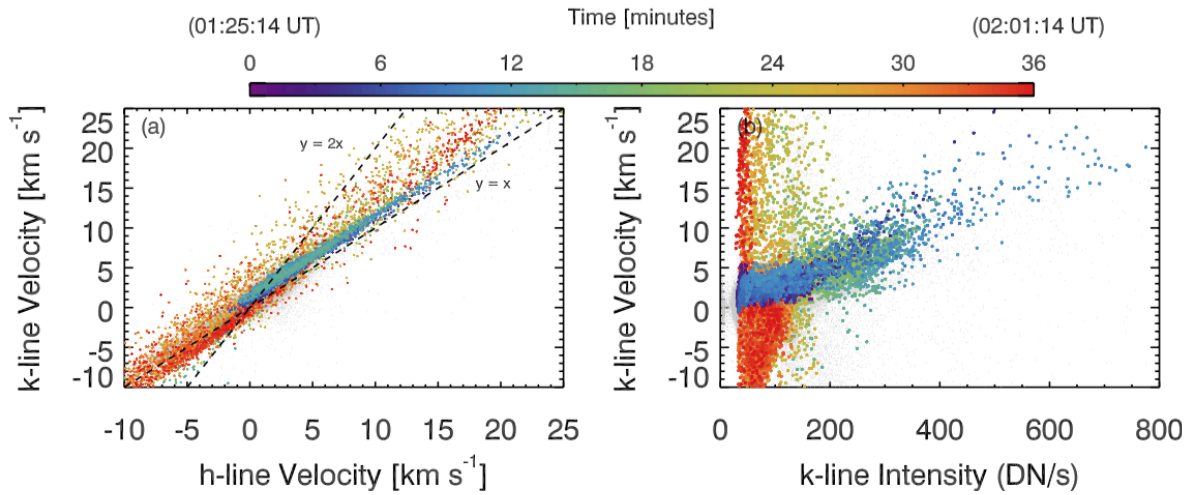 Time [minutes]
(01:25:14 UT) (02:01:14 UT)
0 6 12 18 24 30 36
(a)
y = 2x
y = x
25
20
15
10
5
0
-5
-10
k-line Velocity [km s⁻¹]
-10 -5 0 5 10 15 20 25
h-line Velocity [km s⁻¹]
(b)
25
20
15
10
5
0
-5
-10
k-line Velocity [km s⁻¹]
0 200 400 600 800
k-line Intensity (DN/s)